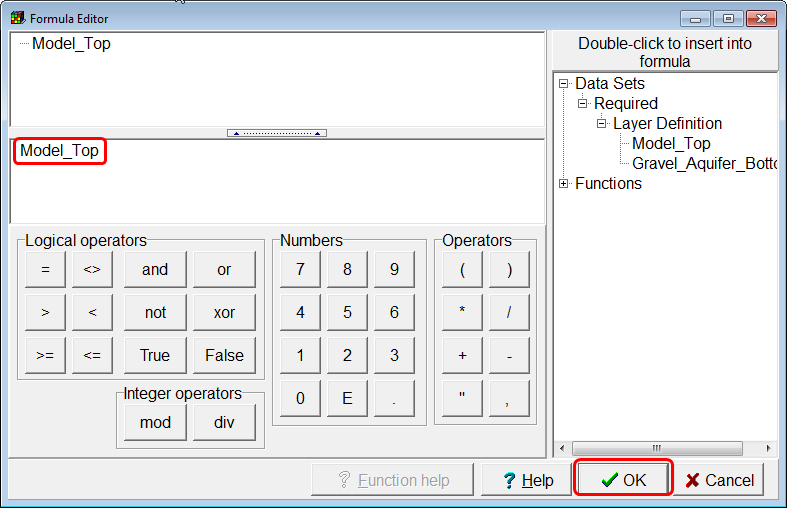 Formula Editor
Model_Top
Double-click to insert into
formula
Model_Top
Data Sets
Required
Layer Definition
Model_Top
Gravel_Aquifer_Botto
Functions
Logical operators
= <> and or
> < not xor
>= <= True False
Integer operators
mod div
Numbers
7 8 9
4 5 6
1 2 3
0 E .
Operators
( )
* /
+ -
" ,
? Function help
? Help
OK
Cancel